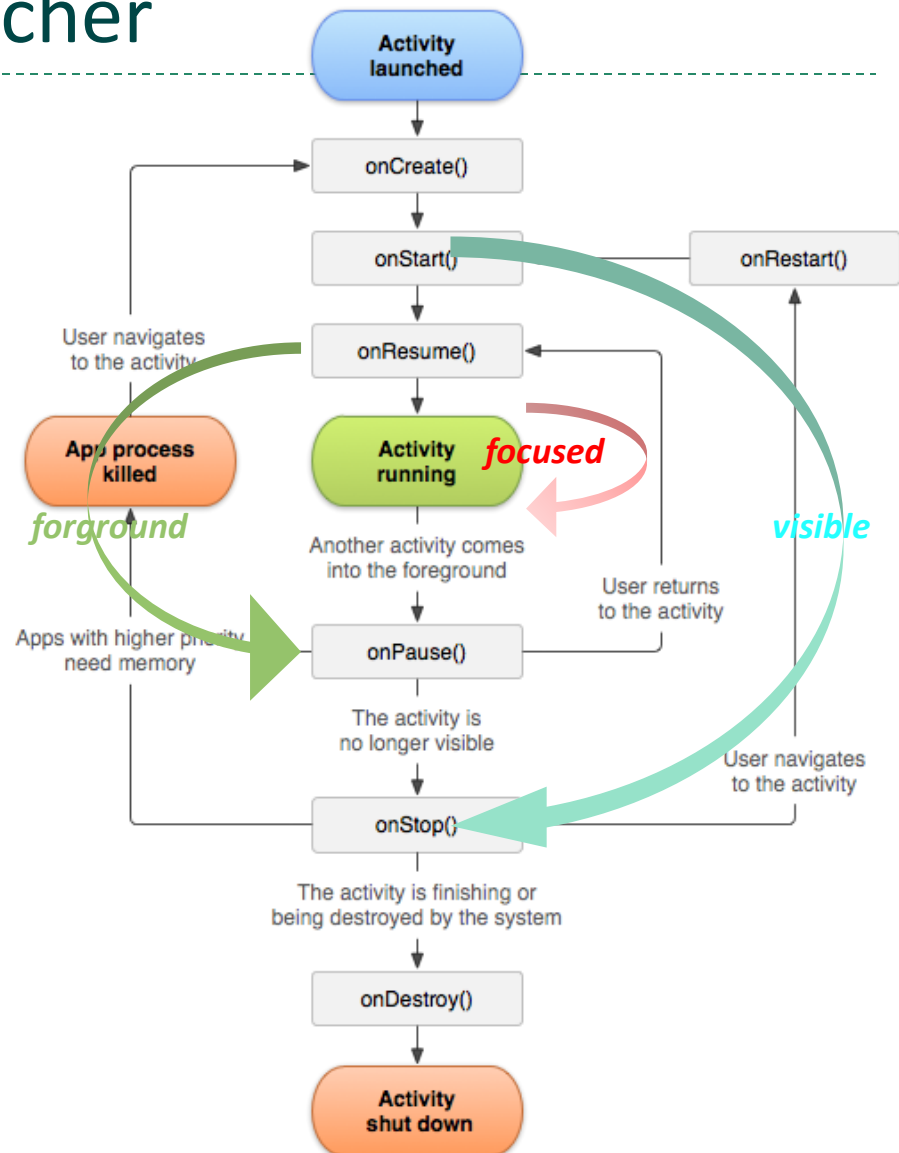 cher
Activity
launched
onCreate()
onStart()
onRestart()
User navigates
to the activity
onResume()
App process
killed
Activity
running
focused
forground
visible
Another activity comes
into the foreground
User returns
to the activity
Apps with higher priority
need memory
onPause()
The activity is
no longer visible
User navigates
to the activity
onStop()
The activity is finishing or
being destroyed by the system
onDestroy()
Activity
shut down